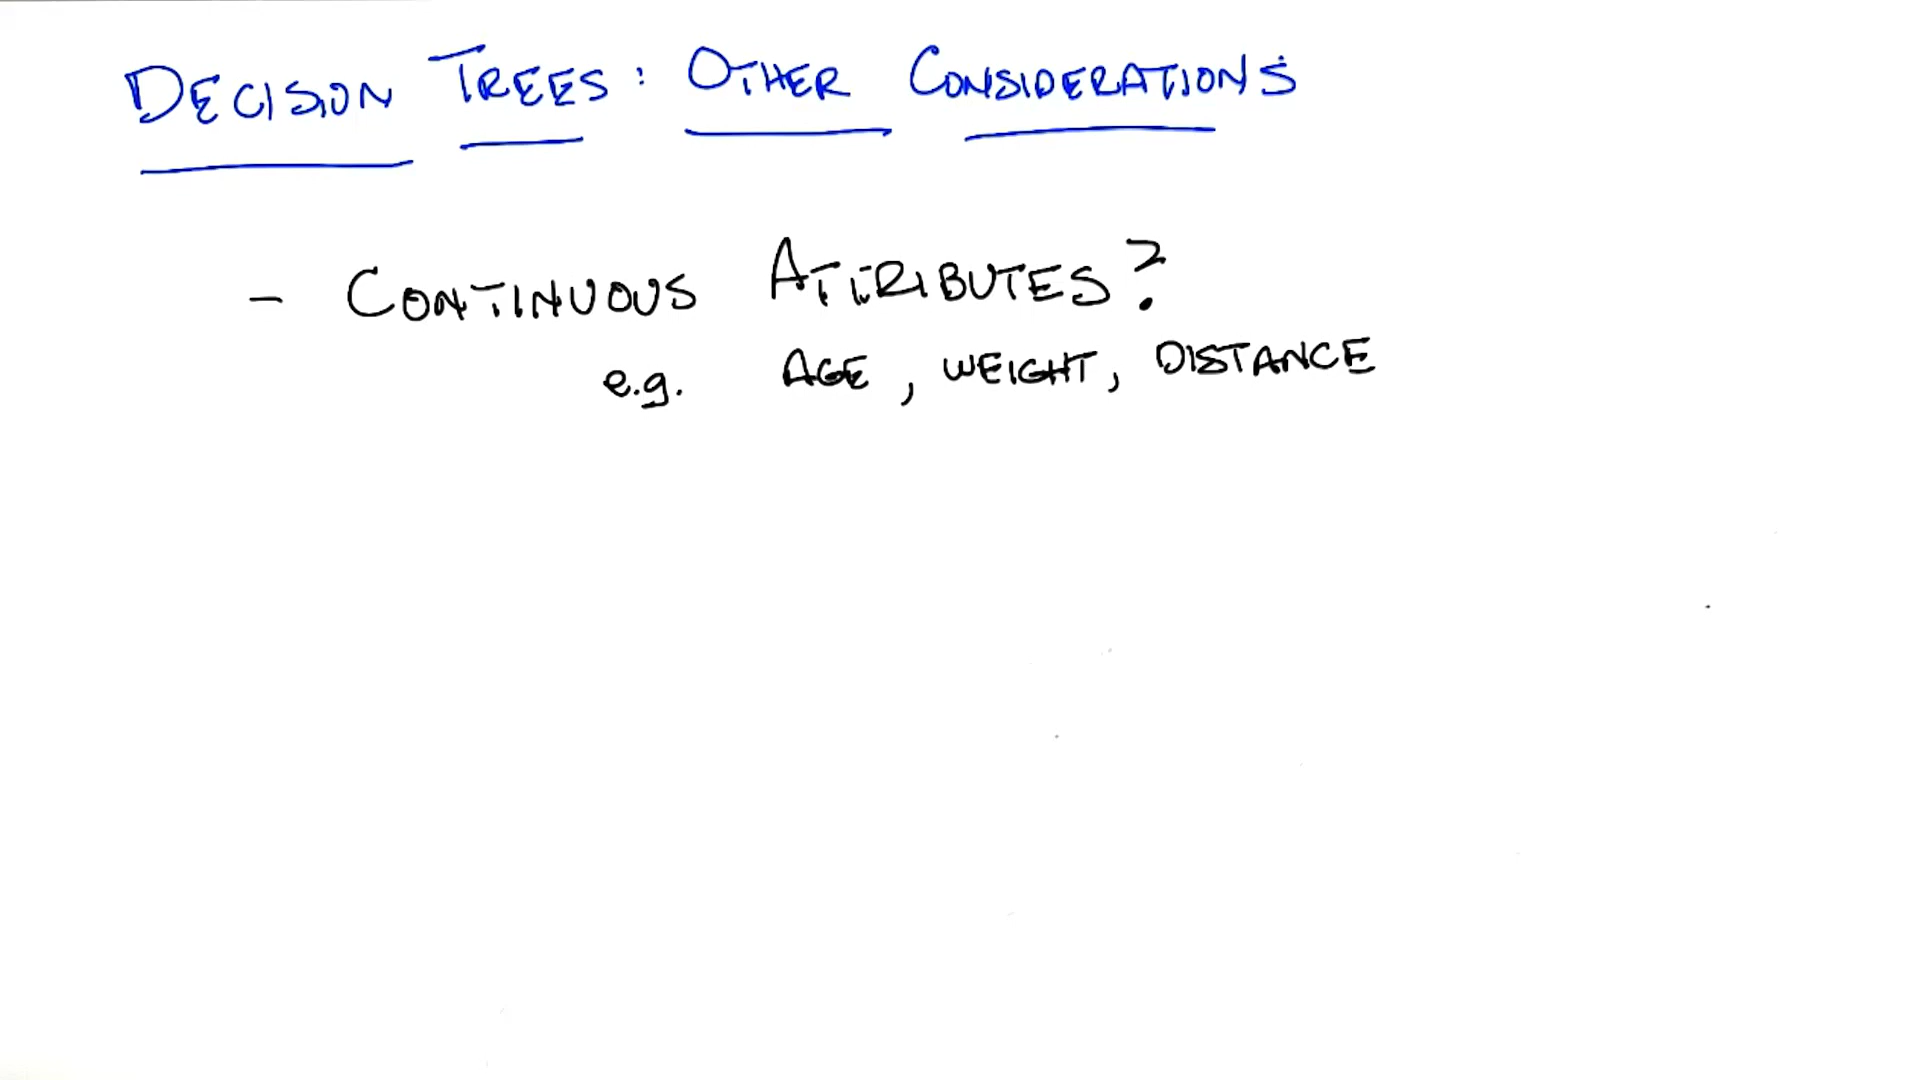 DECISION TREES: OTHER CONSIDERATIONS
- CONTINUOUS ATTRIBUTES?
e.g. AGE, WEIGHT, DISTANCE